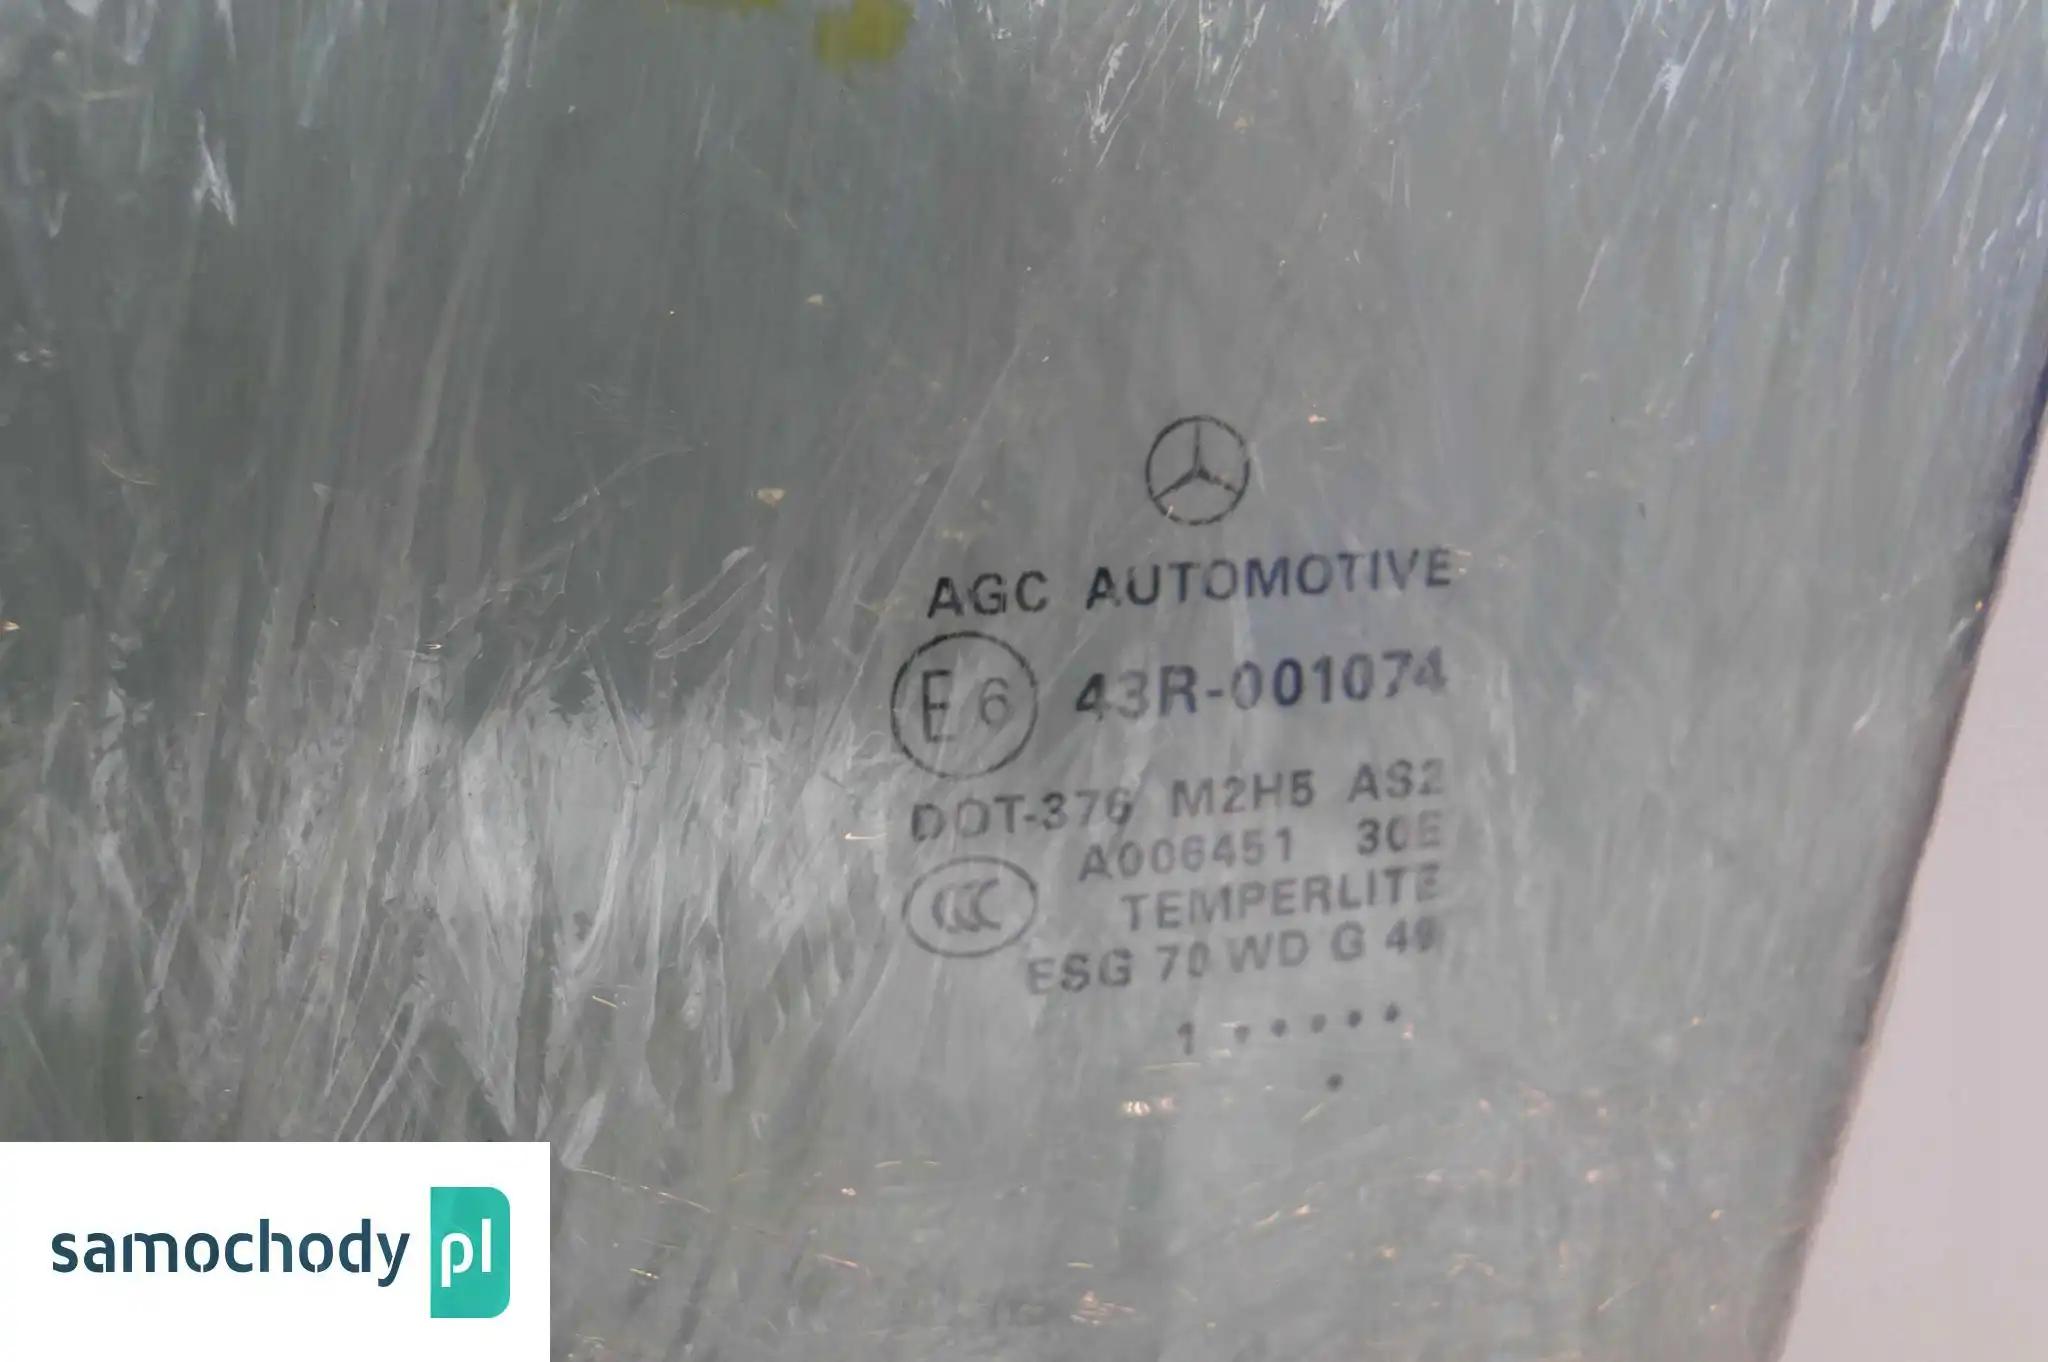 AGC AUTOMOTIVE
E6 43R-001074
DOT-376 M2H5 AS2
A006451 30E
CCC
TEMPERLITE
ESG 70 WD G 49
1 • • • • •
•
samochody pl